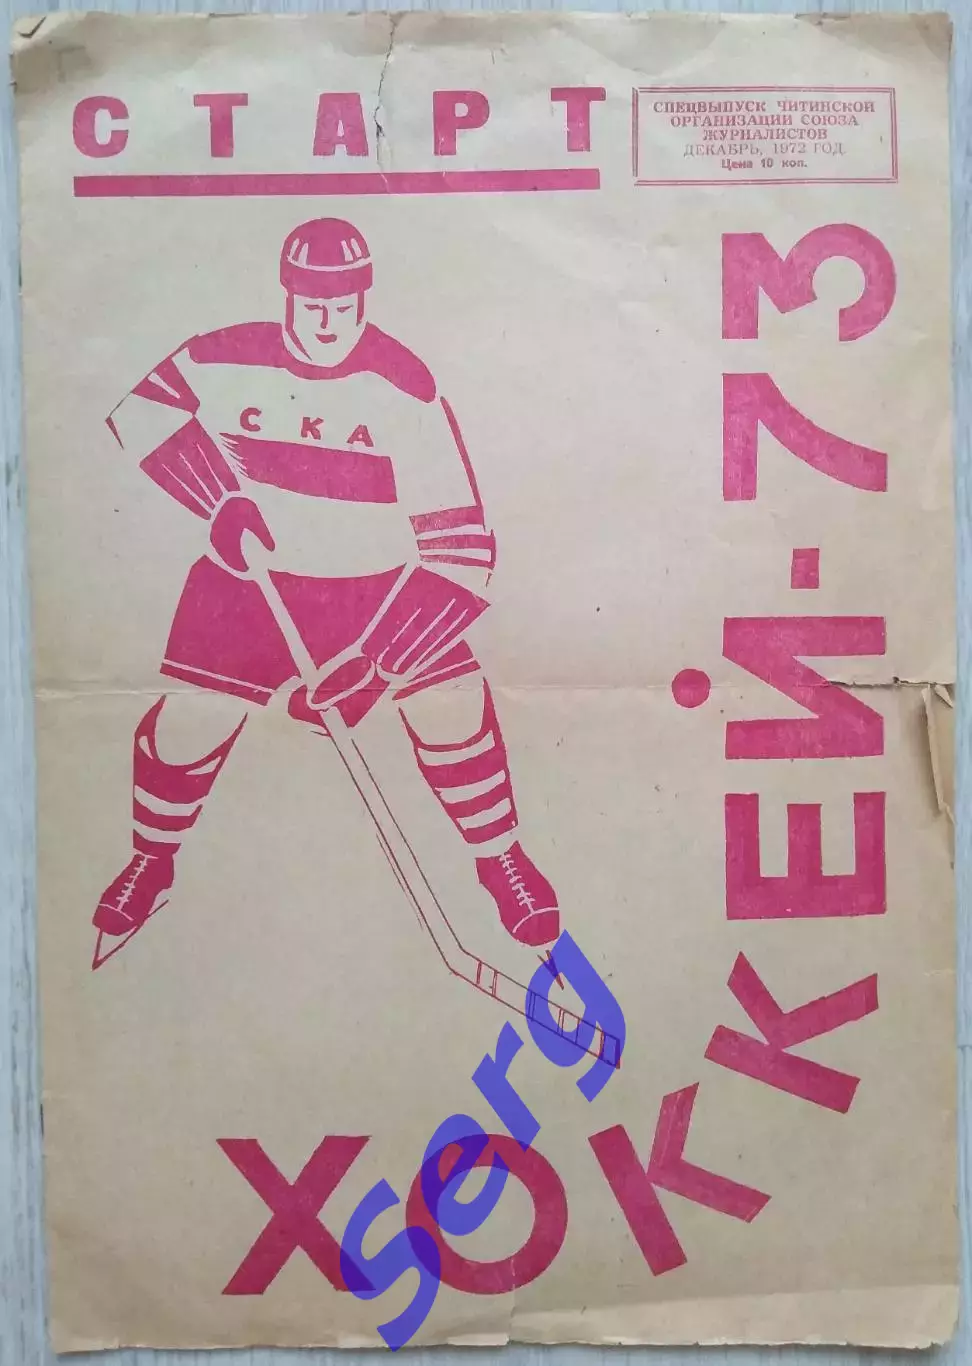 СТАРТ
СПЕЦВЫПУСК ЧИТИНСКОЙ
ОРГАНИЗАЦИИ СОЮЗА
ЖУРНАЛИСТОВ
ДЕКАБРЬ, 1972 ГОД.
Цена 10 коп.
СКА
ХОККЕЙ-73
Serg